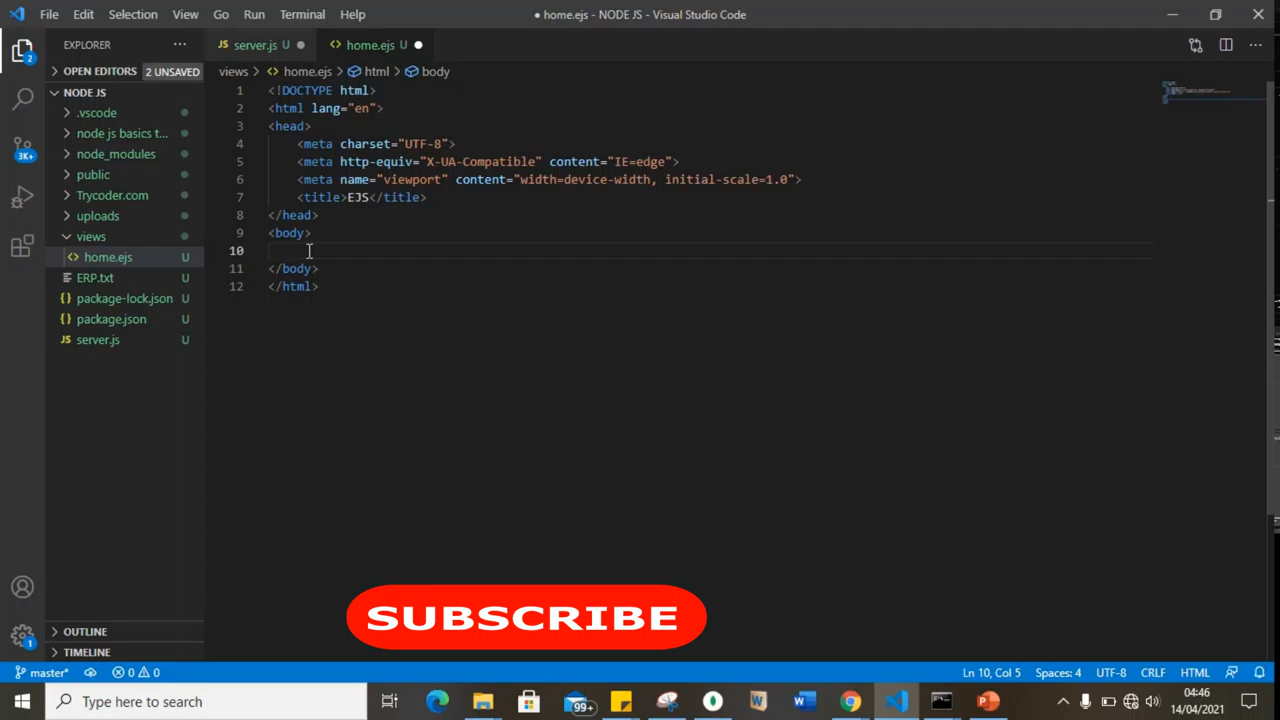 File Edit Selection View Go Run Terminal Help
● home.ejs - NODE JS - Visual Studio Code
EXPLORER
OPEN EDITORS 2 UNSAVED
NODE JS
.vscode
node js basics t... 
node_modules
public
Trycoder.com
uploads
views
<> home.ejs U
ERP.txt U
{} package-lock.json U
{} package.json U
JS server.js U
OUTLINE
TIMELINE
2
3K+
1
JS server.js U ●
<> home.ejs U ●
views > <> home.ejs > html > body
1 <!DOCTYPE html>
2 <html lang="en">
3 <head>
4 <meta charset="UTF-8">
5 <meta http-equiv="X-UA-Compatible" content="IE=edge">
6 <meta name="viewport" content="width=device-width, initial-scale=1.0">
7 <title>EJS</title>
8 </head>
9 <body>
10
11 </body>
12 </html>
SUBSCRIBE
master* 0 0 Ln 10, Col 5 Spaces: 4 UTF-8 CRLF HTML
Type here to search
99+
04:46
14/04/2021